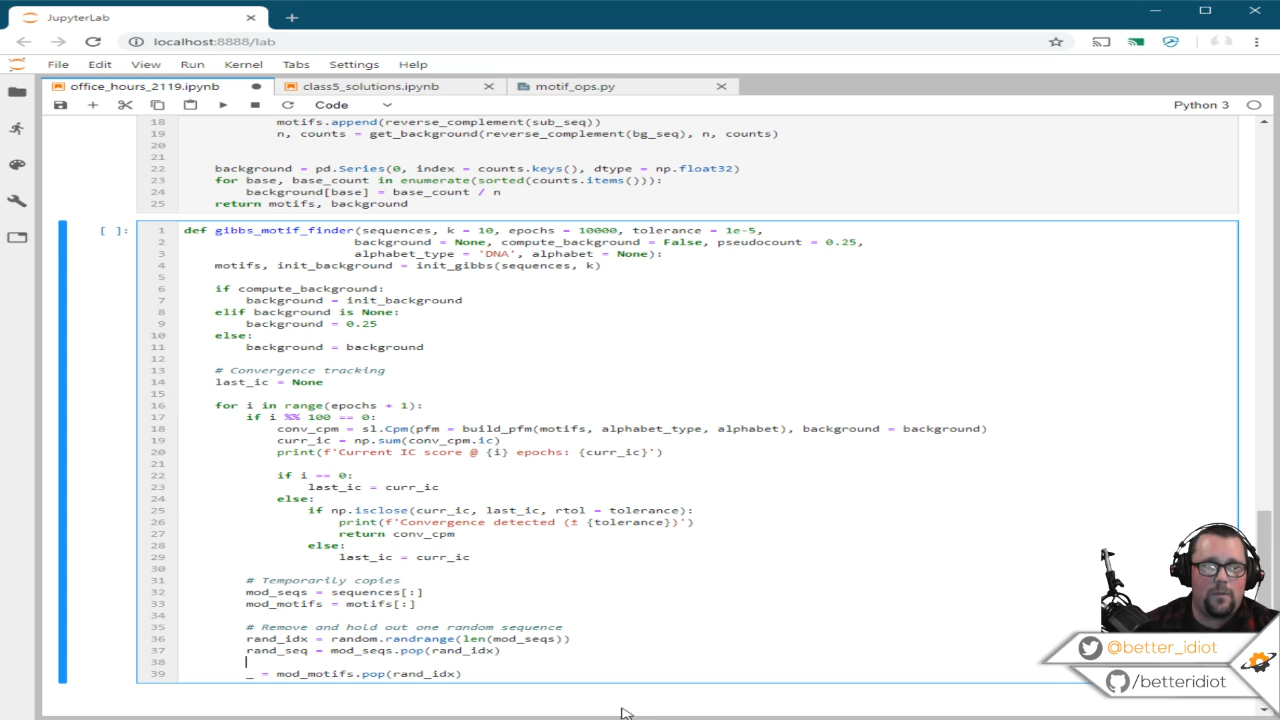 JupyterLab
localhost:8888/lab
File Edit View Run Kernel Tabs Settings Help
office_hours_2119.ipynb class5_solutions.ipynb motif_ops.py
Code Python 3
18 motifs.append(reverse_complement(sub_seq))
19 n, counts = get_background(reverse_complement(bg_seq), n, counts)
20
21
22 background = pd.Series(0, index = counts.keys(), dtype = np.float32)
23 for base, base_count in enumerate(sorted(counts.items())):
24 background[base] = base_count / n
25 return motifs, background
[ ]: 1 def gibbs_motif_finder(sequences, k = 10, epochs = 10000, tolerance = 1e-5,
2 background = None, compute_background = False, pseudocount = 0.25,
3 alphabet_type = 'DNA', alphabet = None):
4 motifs, init_background = init_gibbs(sequences, k)
5
6 if compute_background:
7 background = init_background
8 elif background is None:
9 background = 0.25
10 else:
11 background = background
12
13 # Convergence tracking
14 last_ic = None
15
16 for i in range(epochs + 1):
17 if i %% 100 == 0:
18 conv_cpm = sl.Cpm(pfm = build_pfm(motifs, alphabet_type, alphabet), background = background)
19 curr_ic = np.sum(conv_cpm.ic)
20 print(f'Current IC score @ {i} epochs: {curr_ic}')
21
22 if i == 0:
23 last_ic = curr_ic
24 else:
25 if np.isclose(curr_ic, last_ic, rtol = tolerance):
26 print(f'Convergence detected (± {tolerance})')
27 return conv_cpm
28 else:
29 last_ic = curr_ic
30
31 # Temporarily copies
32 mod_seqs = sequences[:]
33 mod_motifs = motifs[:]
34
35 # Remove and hold out one random sequence
36 rand_idx = random.randrange(len(mod_seqs))
37 rand_seq = mod_seqs.pop(rand_idx)
38
39 _ = mod_motifs.pop(rand_idx)
@better_idiot
/betteridiot